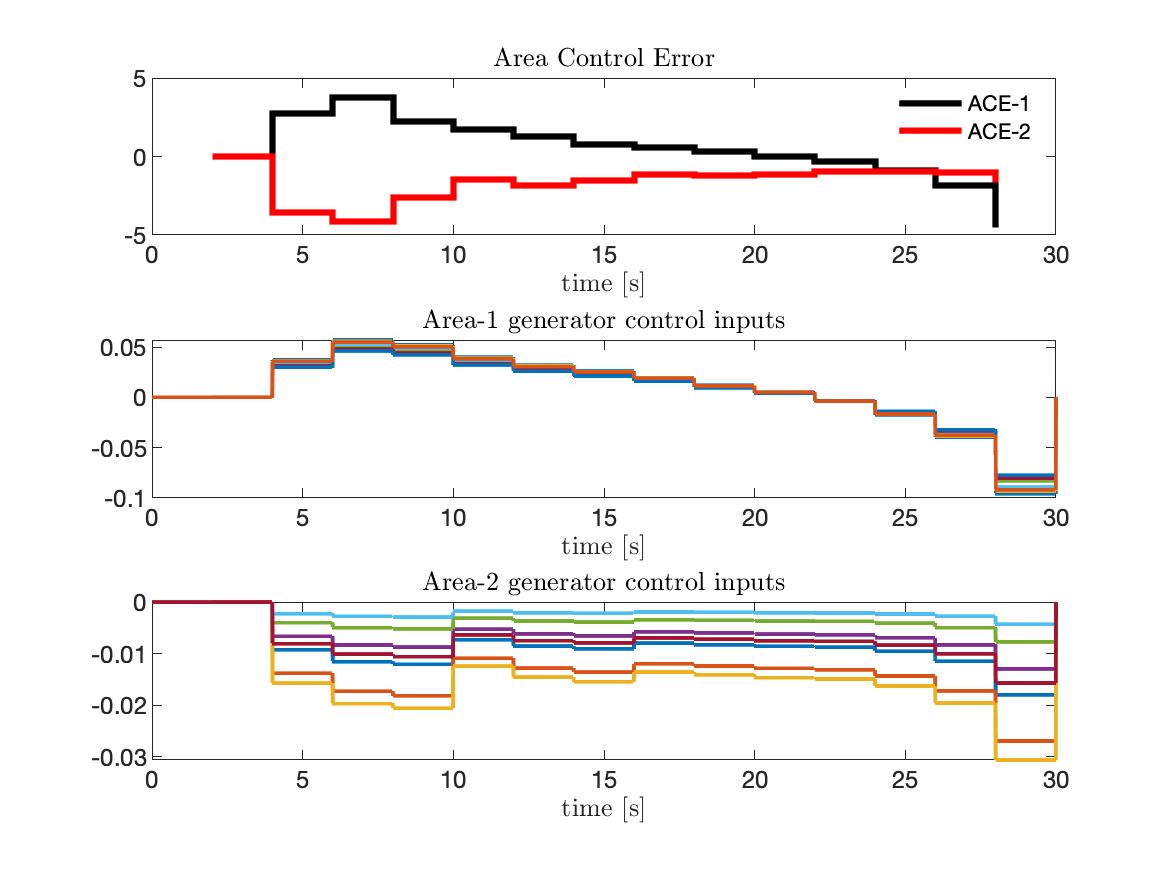 Area Control Error
5
0
-5
ACE-1
ACE-2
0 5 10 15 20 25 30
time [s]
Area-1 generator control inputs
0.05
0
-0.05
-0.1
0 5 10 15 20 25 30
time [s]
Area-2 generator control inputs
0
-0.01
-0.02
-0.03
0 5 10 15 20 25 30
time [s]